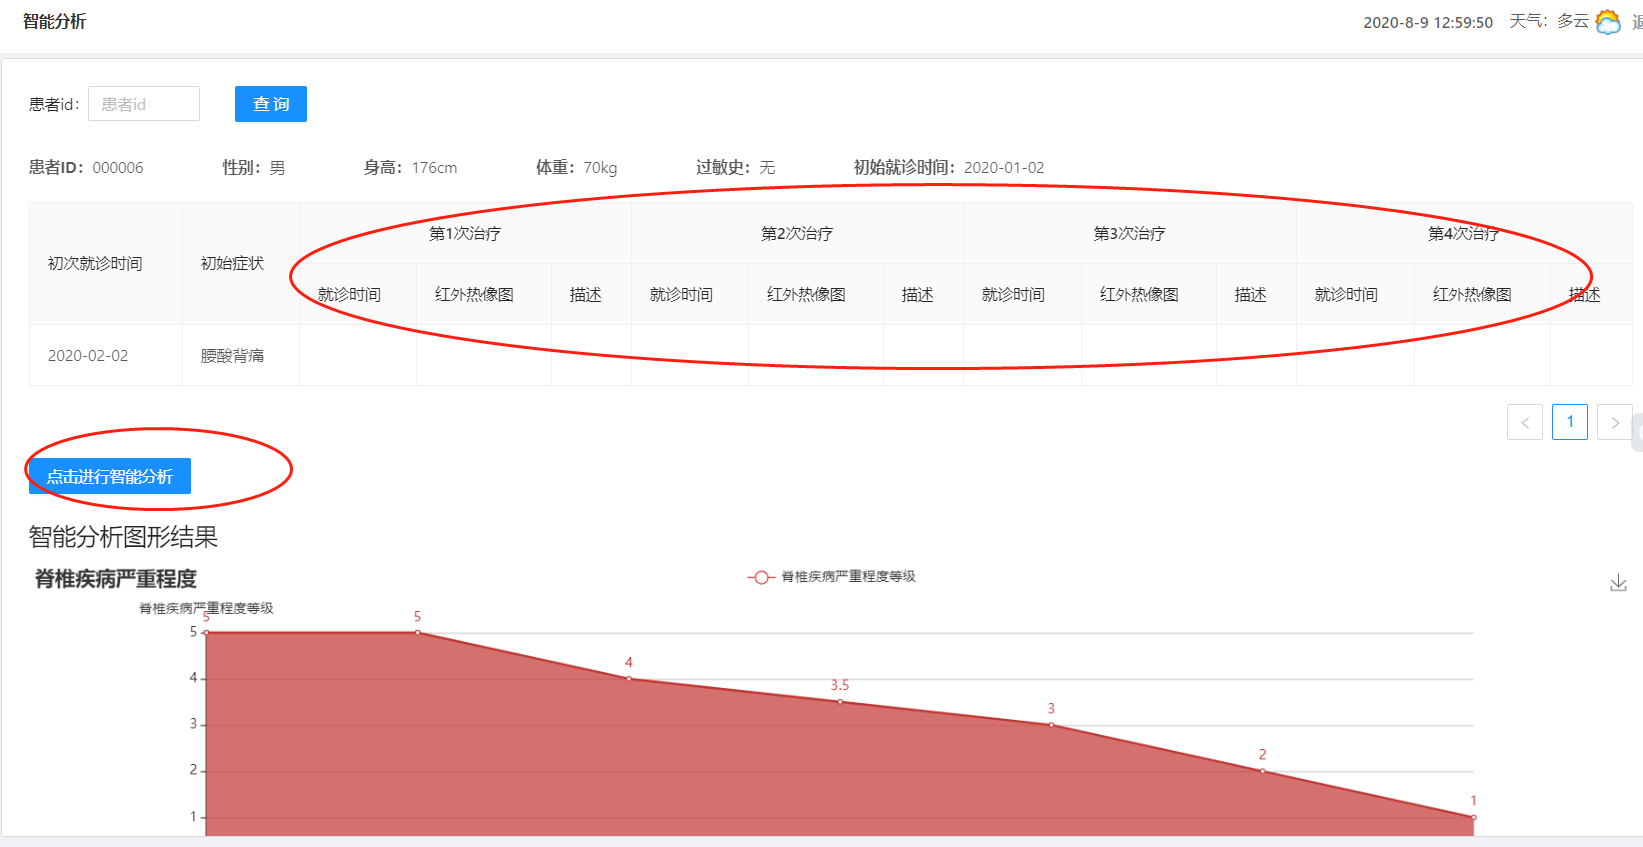 智能分析
2020-8-9 12:59:50 天气：多云
患者id： 患者id 查 询
患者ID：000006 性别：男 身高：176cm 体重：70kg 过敏史：无 初始就诊时间：2020-01-02
第1次治疗 第2次治疗 第3次治疗 第4次治疗
初次就诊时间 初始症状
就诊时间 红外热像图 描述 就诊时间 红外热像图 描述 就诊时间 红外热像图 描述 就诊时间 红外热像图 描述
2020-02-02 腰酸背痛
< 1 >
点击进行智能分析
智能分析图形结果
脊椎疾病严重程度
脊椎疾病严重程度等级
脊椎疾病严重程度等级
5 5 4 3.5 3 2 1
5
4
3
2
1